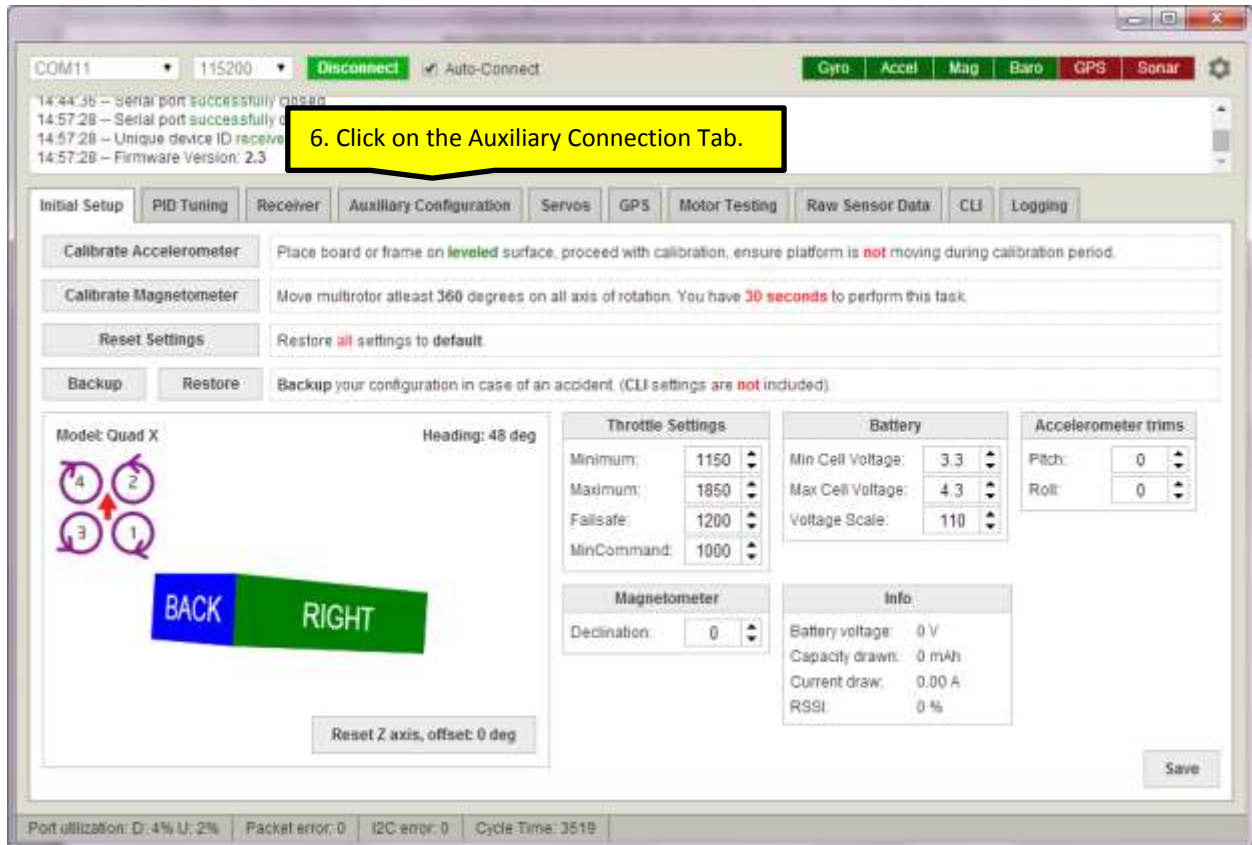 COM11 115200 Disconnect Auto-Connect Gyro Accel Mag Baro GPS Sonar
14:44:36 -- Serial port successfully closed
14:57:28 -- Serial port successfully
14:57:28 -- Unique device ID
14:57:28 -- Firmware Version: 2.3
6. Click on the Auxiliary Connection Tab.
Initial Setup PID Tuning Receiver Auxiliary Configuration Servos GPS Motor Testing Raw Sensor Data CLI Logging
Calibrate Accelerometer Place board or frame on leveled surface, proceed with calibration, ensure platform is not moving during calibration period.
Calibrate Magnetometer Move multirotor atleast 360 degrees on all axis of rotation. You have 30 seconds to perform this task.
Reset Settings Restore all settings to default.
Backup Restore Backup your configuration in case of an accident. (CLI settings are not included).
Model: Quad X Heading: 48 deg
4 2
3 1
BACK RIGHT
Reset Z axis, offset: 0 deg
Throttle Settings
Minimum: 1150
Maximum: 1850
Failsafe: 1200
MinCommand: 1000
Battery
Min Cell Voltage: 3.3
Max Cell Voltage: 4.3
Voltage Scale: 110
Accelerometer trims
Pitch: 0
Roll: 0
Magnetometer
Declination: 0
Info
Battery voltage: 0 V
Capacity drawn: 0 mAh
Current draw: 0.00 A
RSSI: 0 %
Save
Port utilization: D: 4% U: 2% Packet error: 0 I2C error: 0 Cycle Time: 3519